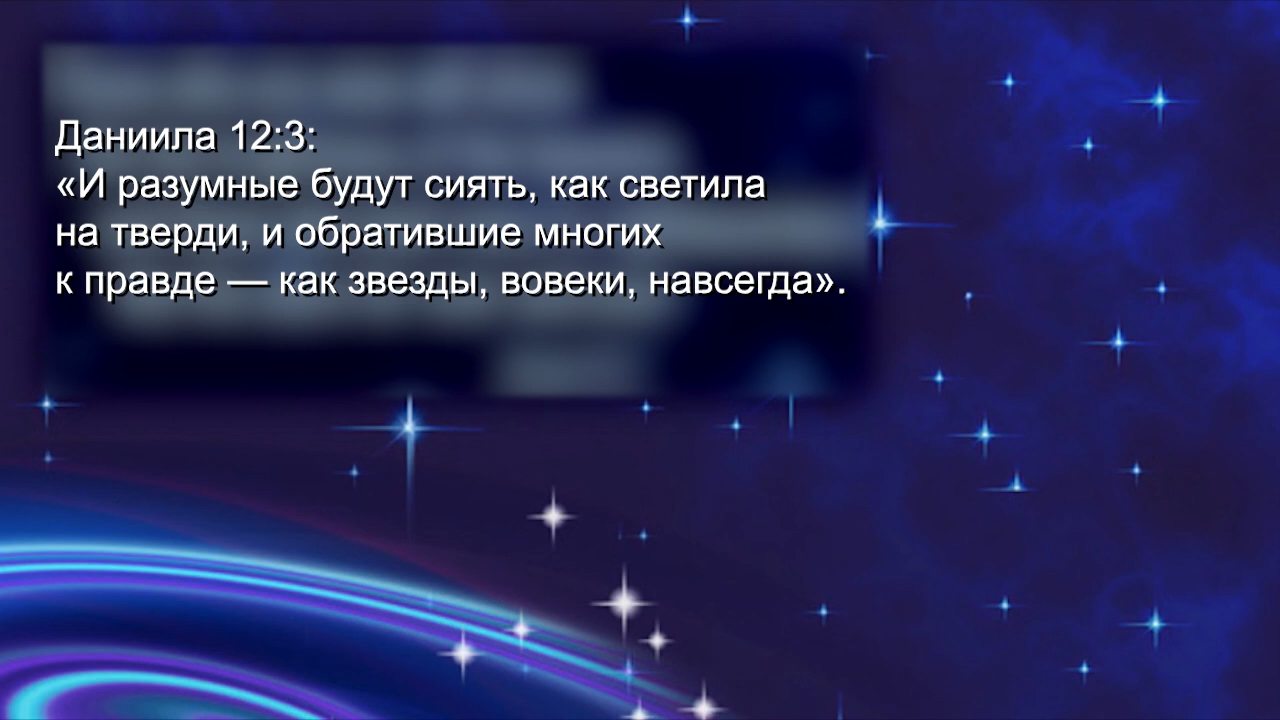 Даниила 12:3:
«И разумные будут сиять, как светила
на тверди, и обратившие многих
к правде — как звезды, вовеки, навсегда».